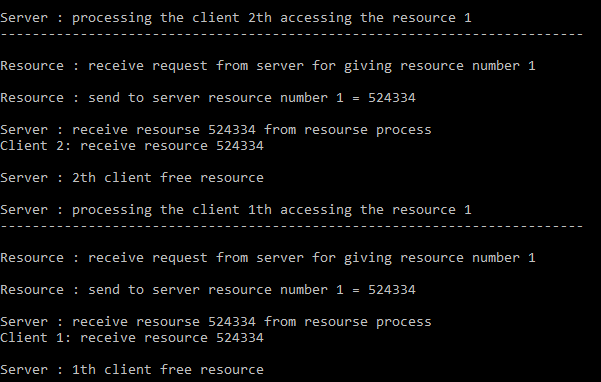 Server : processing the client 2th accessing the resource 1
-------------------------------------------------------------------------
Resource : receive request from server for giving resource number 1
Resource : send to server resource number 1 = 524334
Server : receive resourse 524334 from resourse process
Client 2: receive resource 524334
Server : 2th client free resource
Server : processing the client 1th accessing the resource 1
-------------------------------------------------------------------------
Resource : receive request from server for giving resource number 1
Resource : send to server resource number 1 = 524334
Server : receive resourse 524334 from resourse process
Client 1: receive resource 524334
Server : 1th client free resource